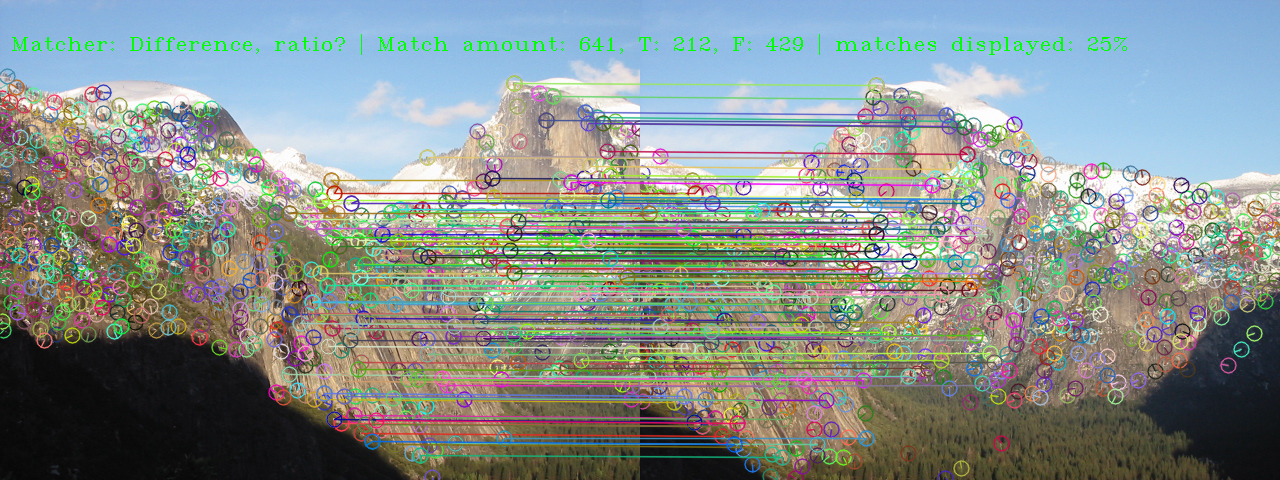 Matcher: Difference, ratio? | Match amount: 641, T: 212, F: 429 | matches displayed: 25%